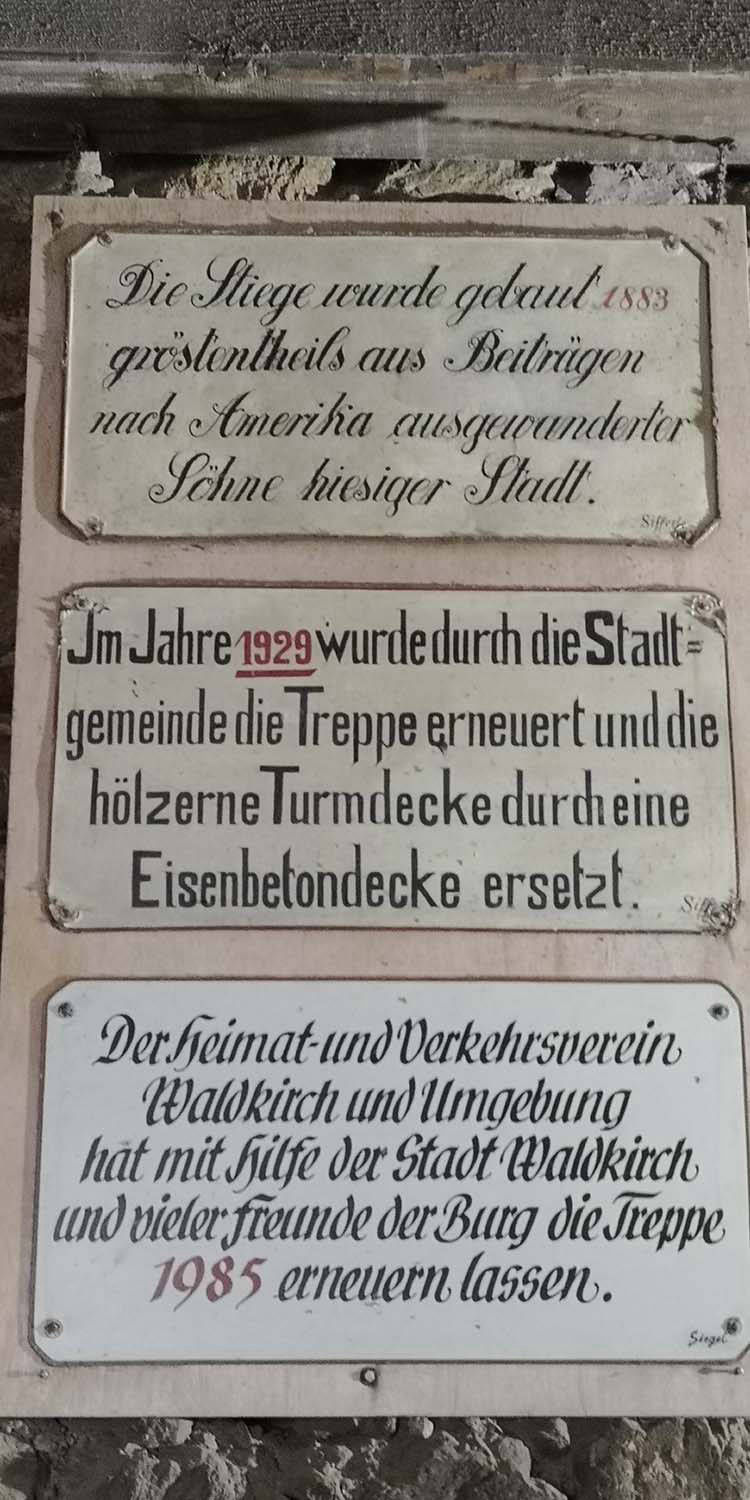 Die Stiege wurde gebaut 1883
gröstentheils aus Beiträgen
nach Amerika ausgewanderter
Söhne hiesiger Stadt.
Im Jahre 1929 wurde durch die Stadt=
gemeinde die Treppe erneuert und die
hölzerne Turmdecke durch eine
Eisenbetondecke ersetzt.
Der Heimat-und Verkehrsverein
Waldkirch und Umgebung
hat mit Hilfe der Stadt Waldkirch
und vieler Freunde der Burg die Treppe
1985 erneuern lassen.
Siegel